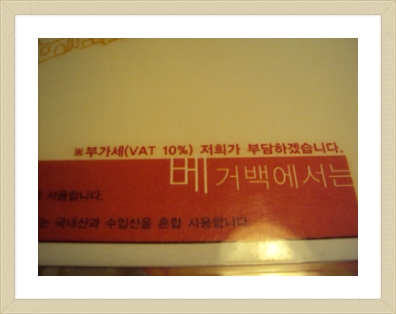 ※부가세(VAT 10%) 저희가 부담하겠습니다.
베거백에서는
사용합니다.
는 국내산과 수입산을 혼합 사용합니다.